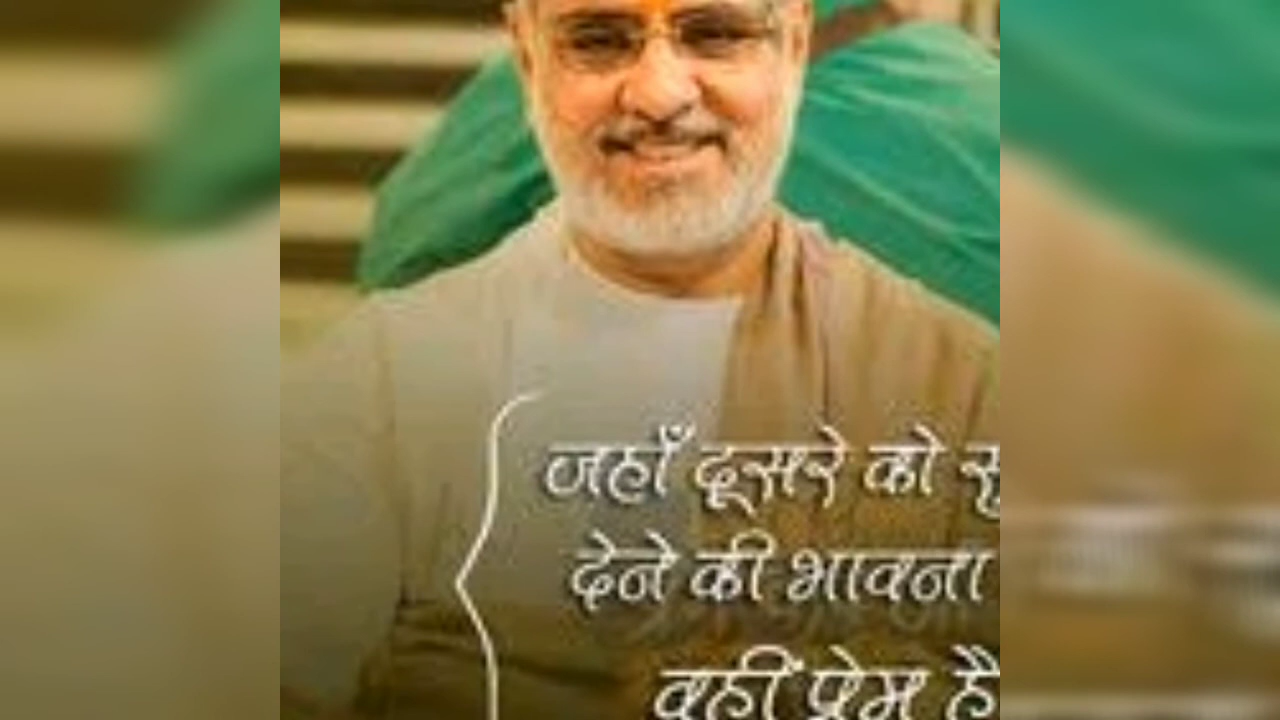 जहाँ दूसरे को
देने की भावना
वहीं प्रेम है